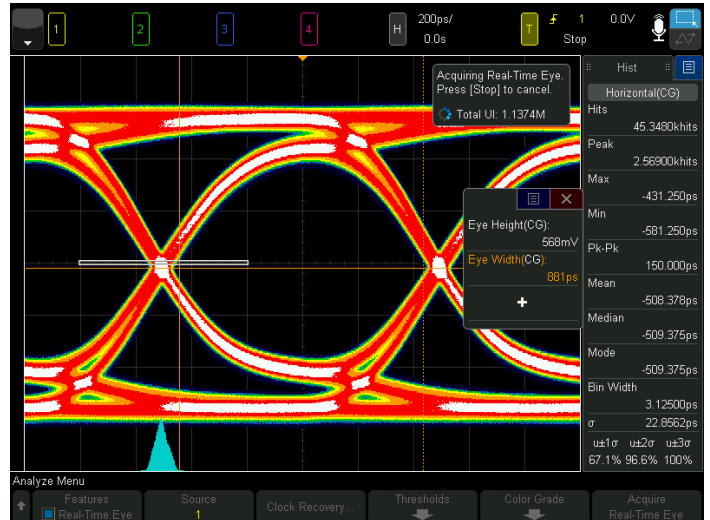 1 2 3 4 H 200ps/ T 1 0.0V
0.0s Stop
Acquiring Real-Time Eye.
Press [Stop] to cancel.
Total UI: 1.1374M
Eye Height(CG):
568mV
Eye Width(CG):
881ps
Hist
Horizontal(CG)
Hits
45.3480khits
Peak
2.56900khits
Max
-431.250ps
Min
-581.250ps
Pk-Pk
150.000ps
Mean
-508.378ps
Median
-509.375ps
Mode
-509.375ps
Bin Width
3.12500ps
σ
22.8562ps
u±1σ u±2σ u±3σ
67.1% 96.6% 100%
Analyze Menu
Features Source Clock Recovery... Thresholds Color Grade Acquire
Real-Time Eye 1 Real-Time Eye